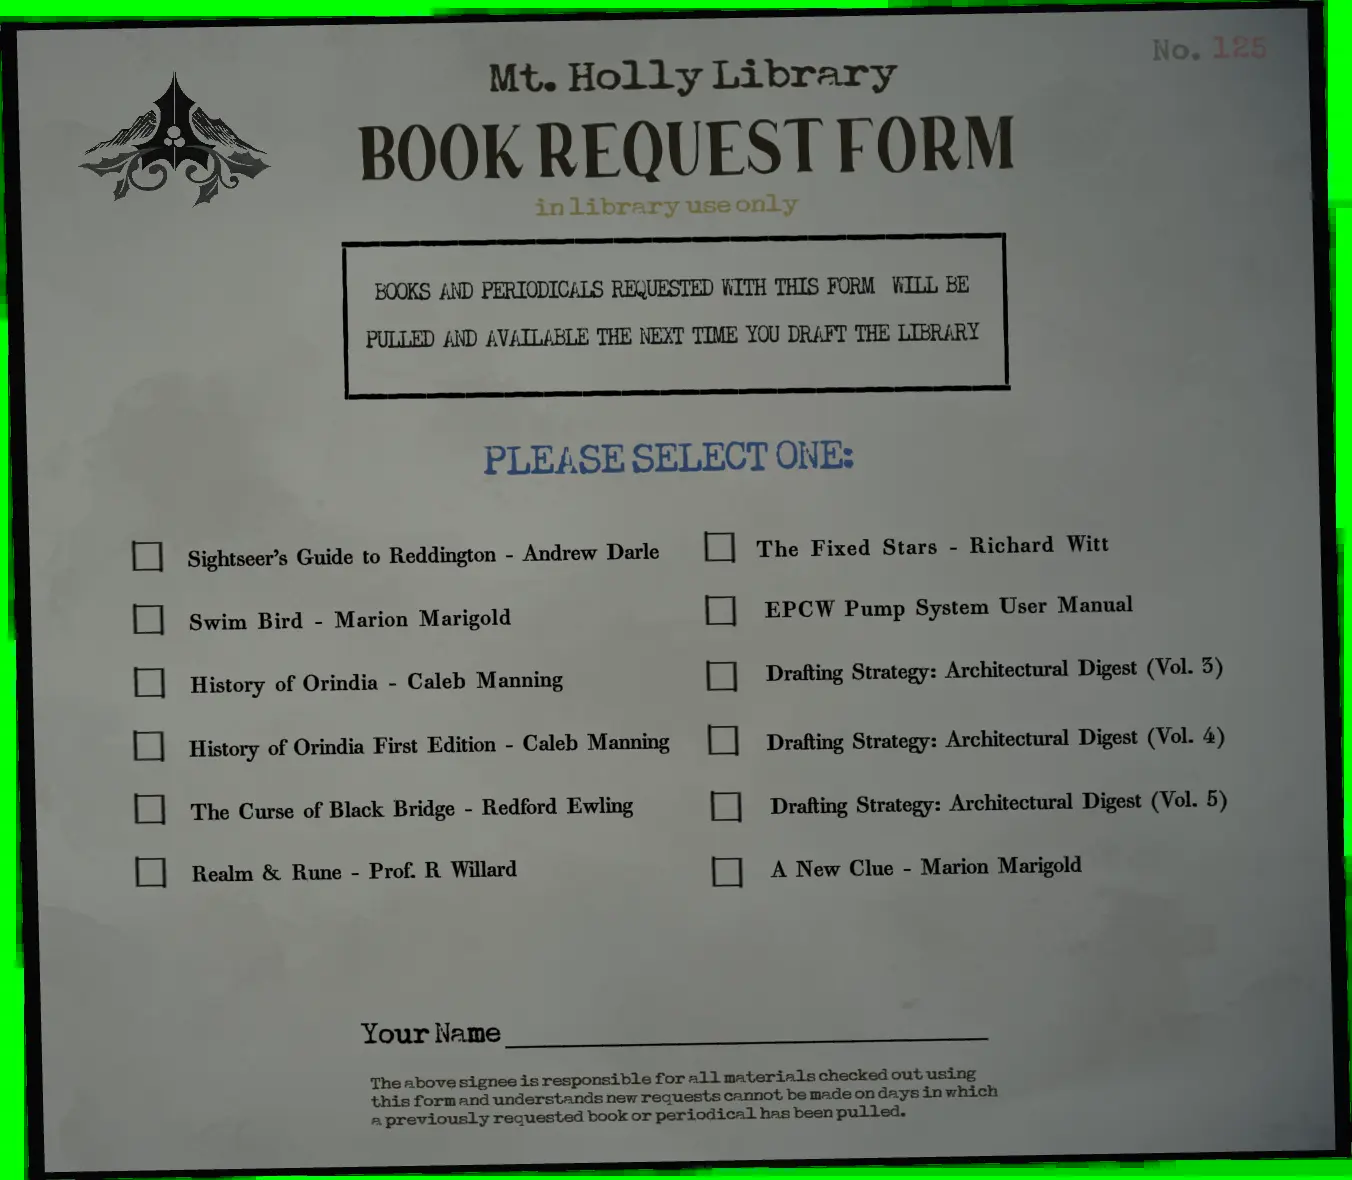 No. 125
Mt. Holly Library
BOOK REQUEST FORM
in library use only
BOOKS AND PERIODICALS REQUESTED WITH THIS FORM WILL BE
PULLED AND AVAILABLE THE NEXT TIME YOU DRAFT THE LIBRARY
PLEASE SELECT ONE:
Sightseer's Guide to Reddington - Andrew Darle
Swim Bird - Marion Marigold
History of Orindia - Caleb Manning
History of Orindia First Edition - Caleb Manning
The Curse of Black Bridge - Redford Ewling
Realm & Rune - Prof. R Willard
The Fixed Stars - Richard Witt
EPCW Pump System User Manual
Drafting Strategy: Architectural Digest (Vol. 3)
Drafting Strategy: Architectural Digest (Vol. 4)
Drafting Strategy: Architectural Digest (Vol. 5)
A New Clue - Marion Marigold
Your Name
The above signee is responsible for all materials checked out using
this form and understands new requests cannot be made on days in which
a previously requested book or periodical has been pulled.